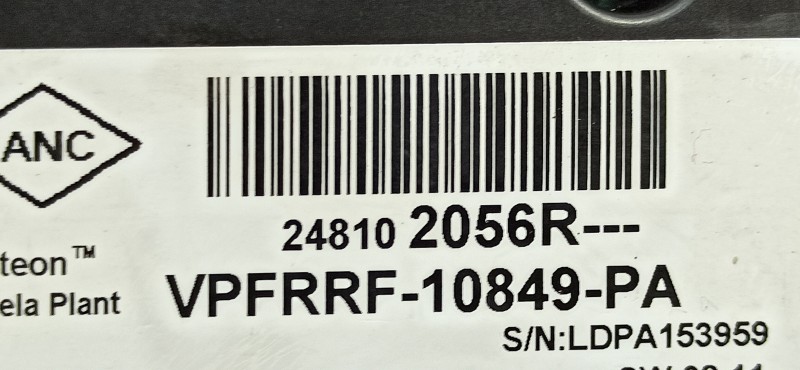 ANC
24810 2056R---
teon™
VPFRRF-10849-PA
ela Plant
S/N:LDPA153959